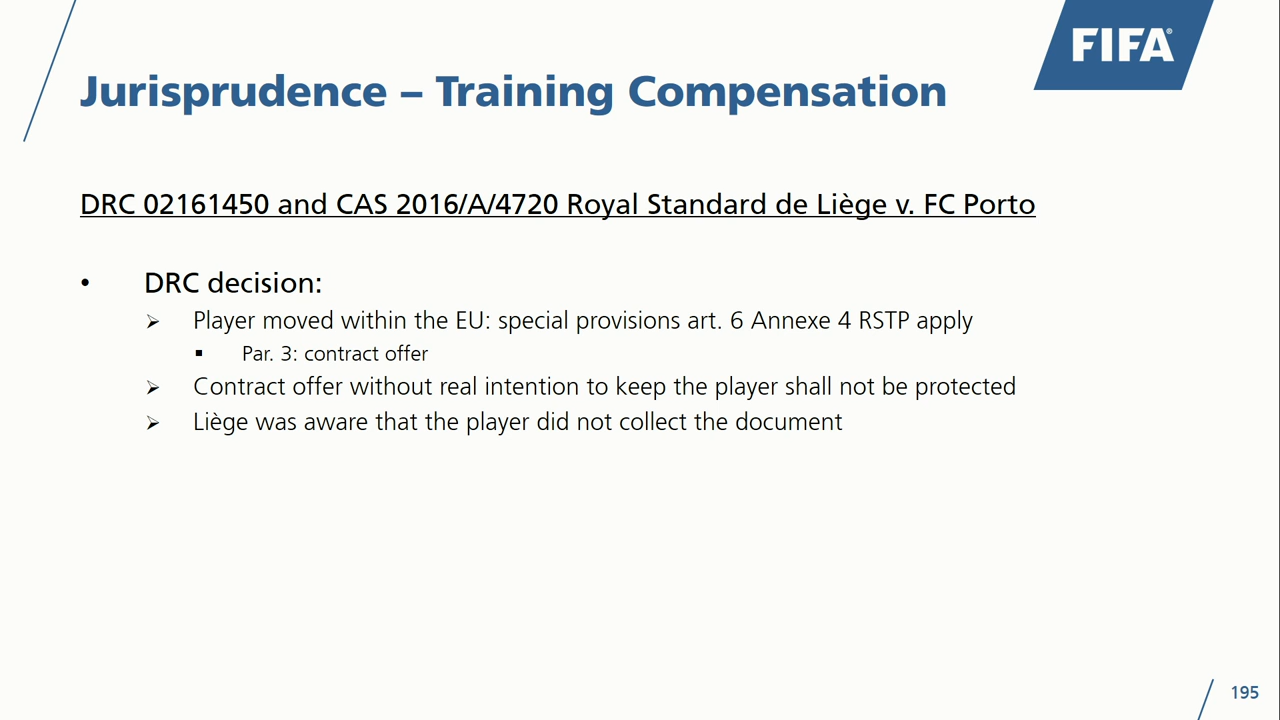 FIFA®
Jurisprudence – Training Compensation
DRC 02161450 and CAS 2016/A/4720 Royal Standard de Liège v. FC Porto
• DRC decision:
➢ Player moved within the EU: special provisions art. 6 Annexe 4 RSTP apply
▪ Par. 3: contract offer
➢ Contract offer without real intention to keep the player shall not be protected
➢ Liège was aware that the player did not collect the document
195